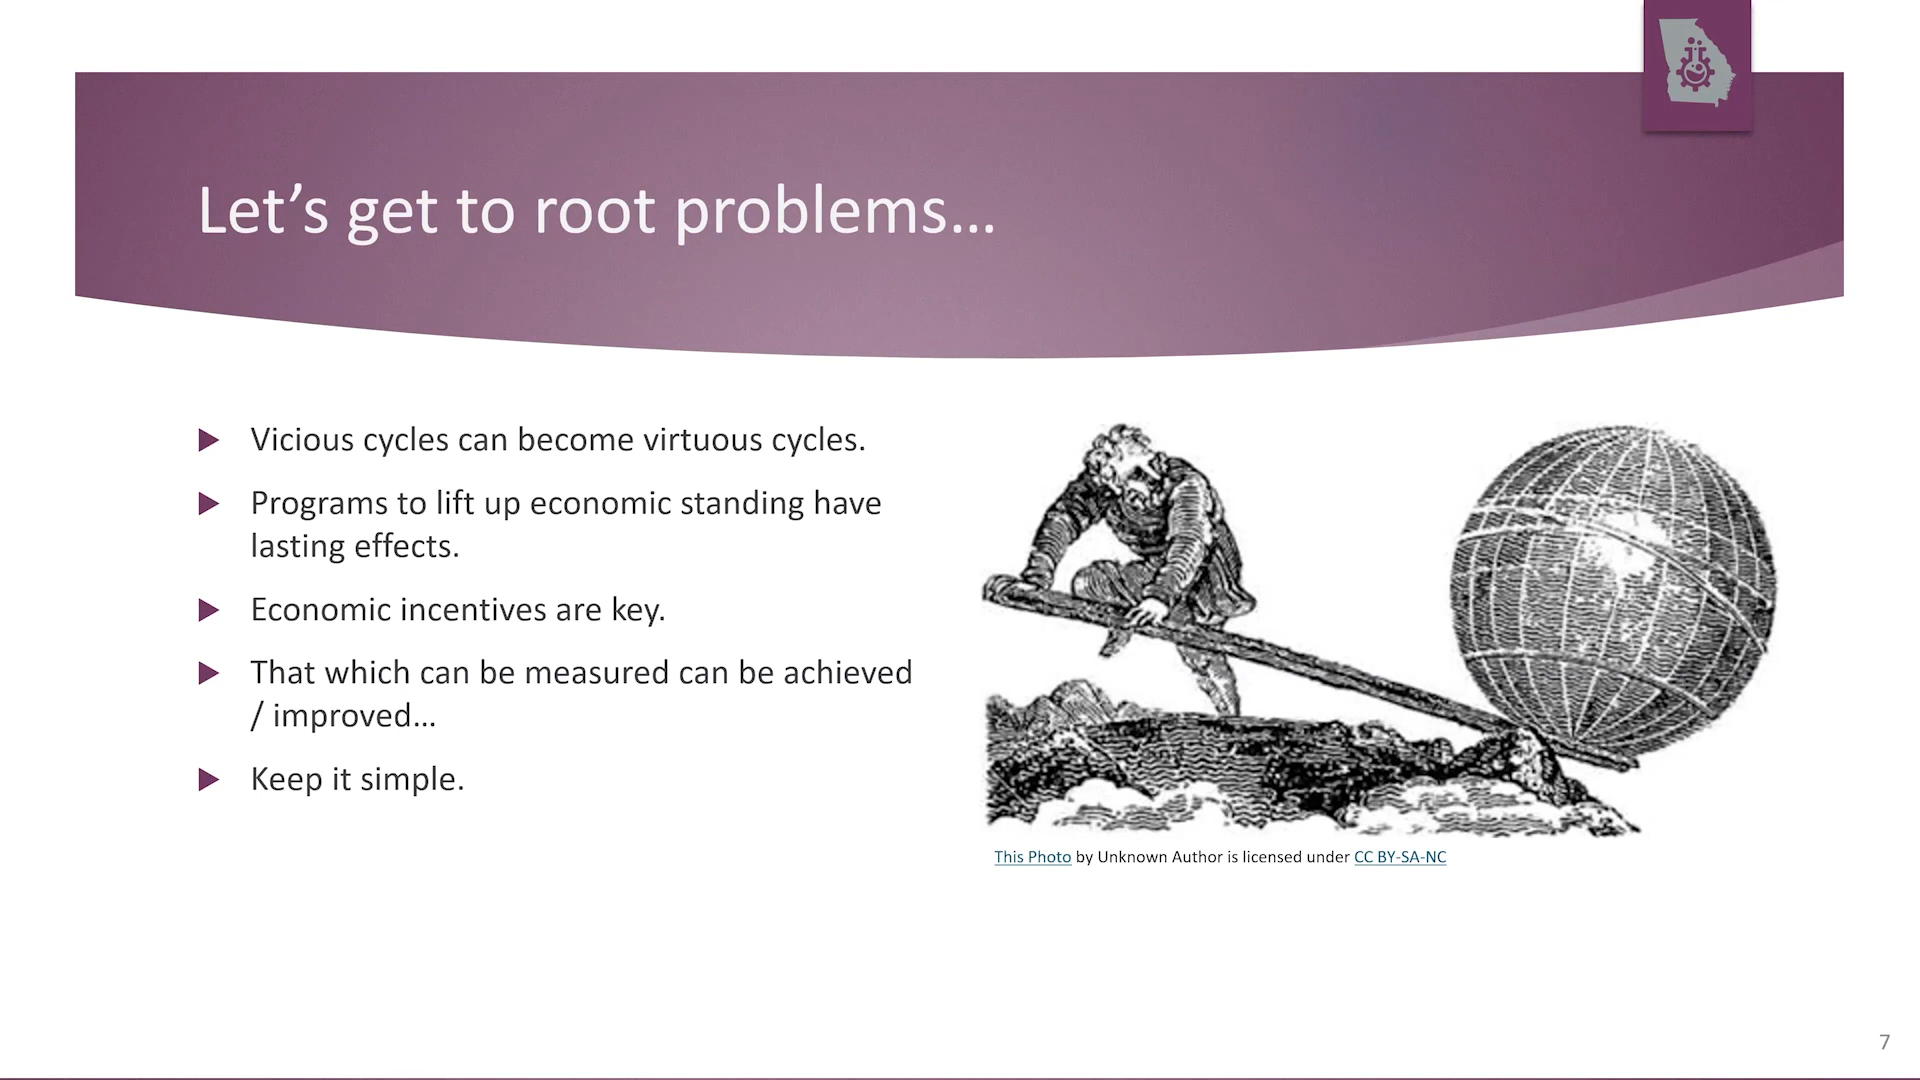 Let’s get to root problems…
Vicious cycles can become virtuous cycles.
Programs to lift up economic standing have
lasting effects.
Economic incentives are key.
That which can be measured can be achieved
/ improved…
Keep it simple.
This Photo by Unknown Author is licensed under CC BY-SA-NC
7